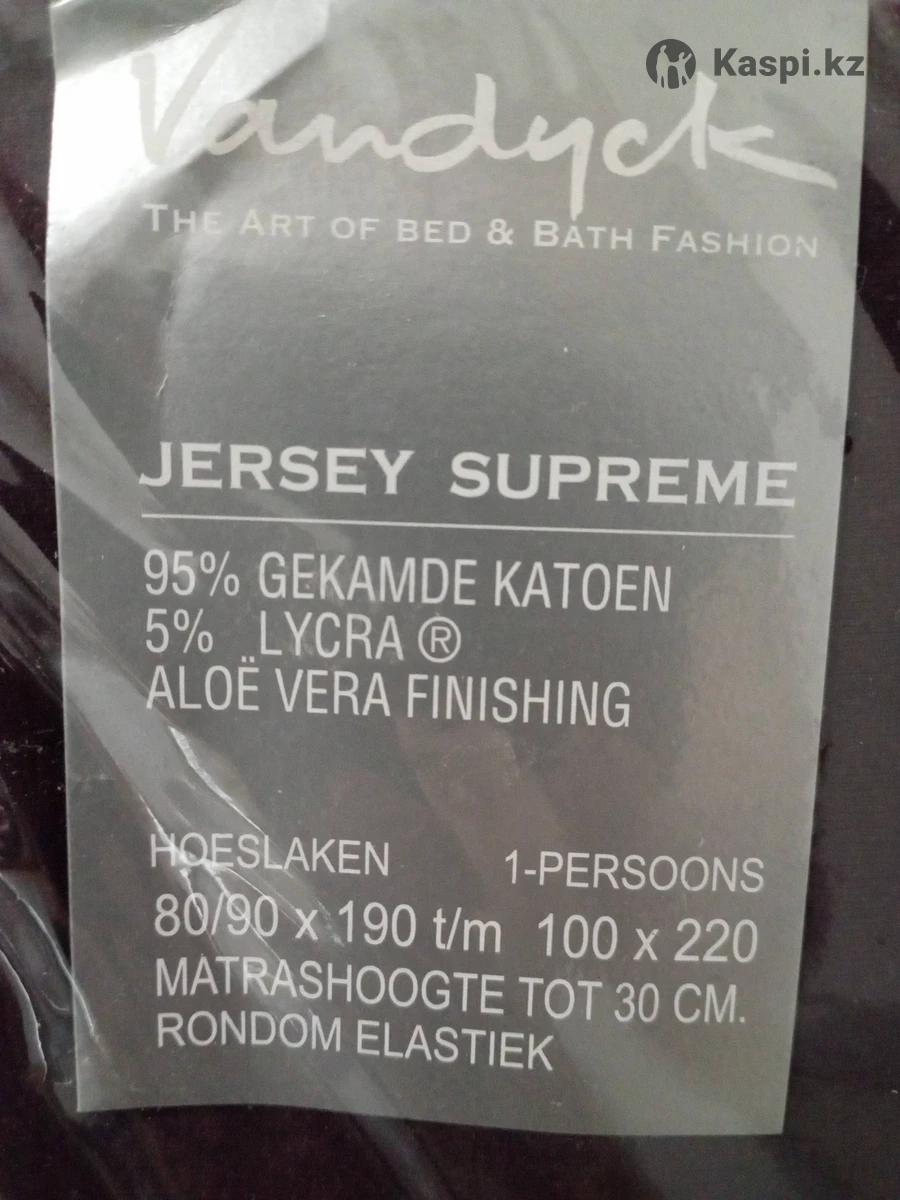 Kaspi.kz
Vandyck
THE ART OF BED & BATH FASHION
JERSEY SUPREME
95% GEKAMDE KATOEN
5% LYCRA ®
ALOË VERA FINISHING
HOESLAKEN 1-PERSOONS
80/90 x 190 t/m 100 x 220
MATRASHOOGTE TOT 30 CM.
RONDOM ELASTIEK